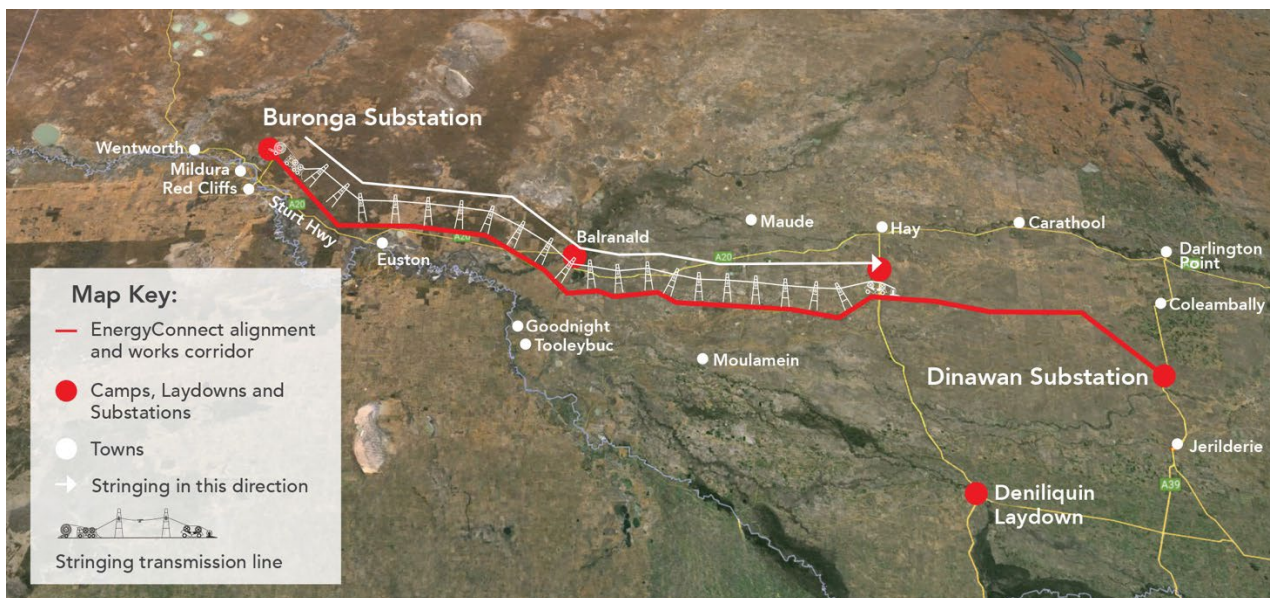 Buronga Substation
Wentworth
Mildura
Red Cliffs
A20
Sturt Hwy
Euston
A20
Balranald
Maude
A20
Hay
Carathool
Darlington
Point
Coleambally
Goodnight
Tooleybuc
Moulamein
Dinawan Substation
Jerilderie
A39
Deniliquin
Laydown
Map Key:
EnergyConnect alignment
and works corridor
Camps, Laydowns and
Substations
Towns
Stringing in this direction
Stringing transmission line